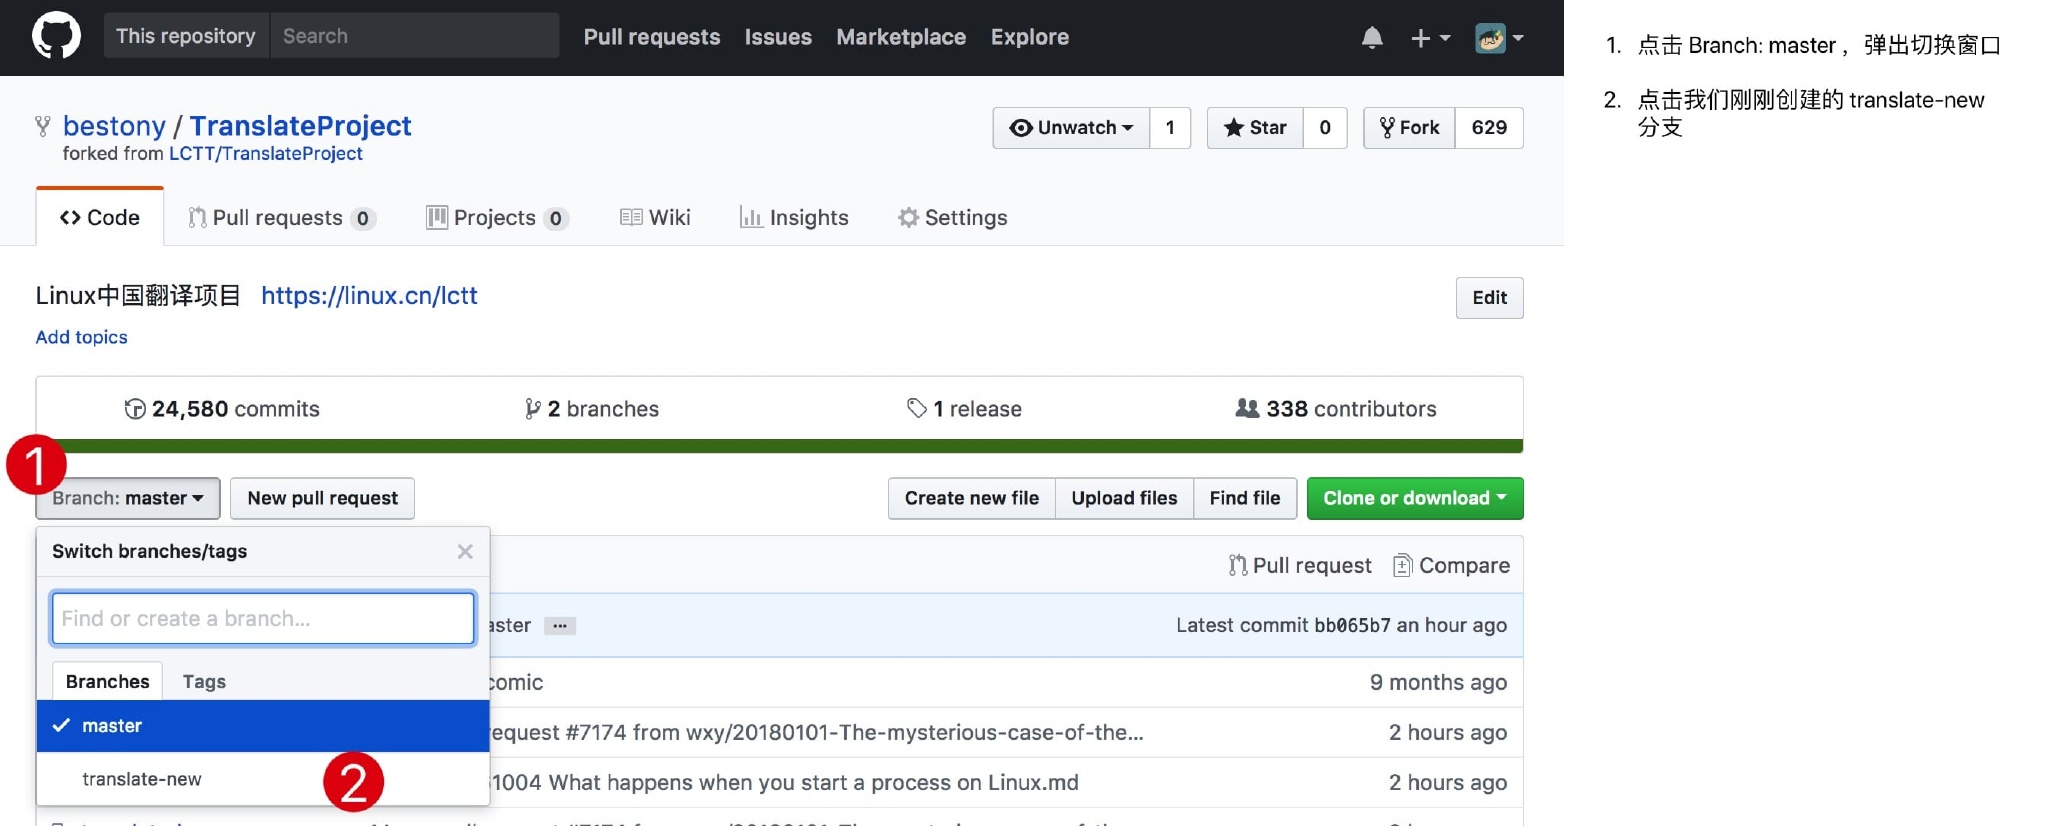 This repository Search Pull requests Issues Marketplace Explore
bestony / TranslateProject
forked from LCTT/TranslateProject
Unwatch 1 Star 0 Fork 629
Code Pull requests 0 Projects 0 Wiki Insights Settings
Linux中国翻译项目 https://linux.cn/lctt
Edit
Add topics
24,580 commits 2 branches 1 release 338 contributors
1
Branch: master New pull request Create new file Upload files Find file Clone or download
Switch branches/tags
Pull request Compare
Find or create a branch...
aster ... Latest commit bb065b7 an hour ago
Branches Tags
comic 9 months ago
master
equest #7174 from wxy/20180101-The-mysterious-case-of-the... 2 hours ago
translate-new
2
1004 What happens when you start a process on Linux.md 2 hours ago
1. 点击 Branch: master ，弹出切换窗口
2. 点击我们刚刚创建的 translate-new
分支